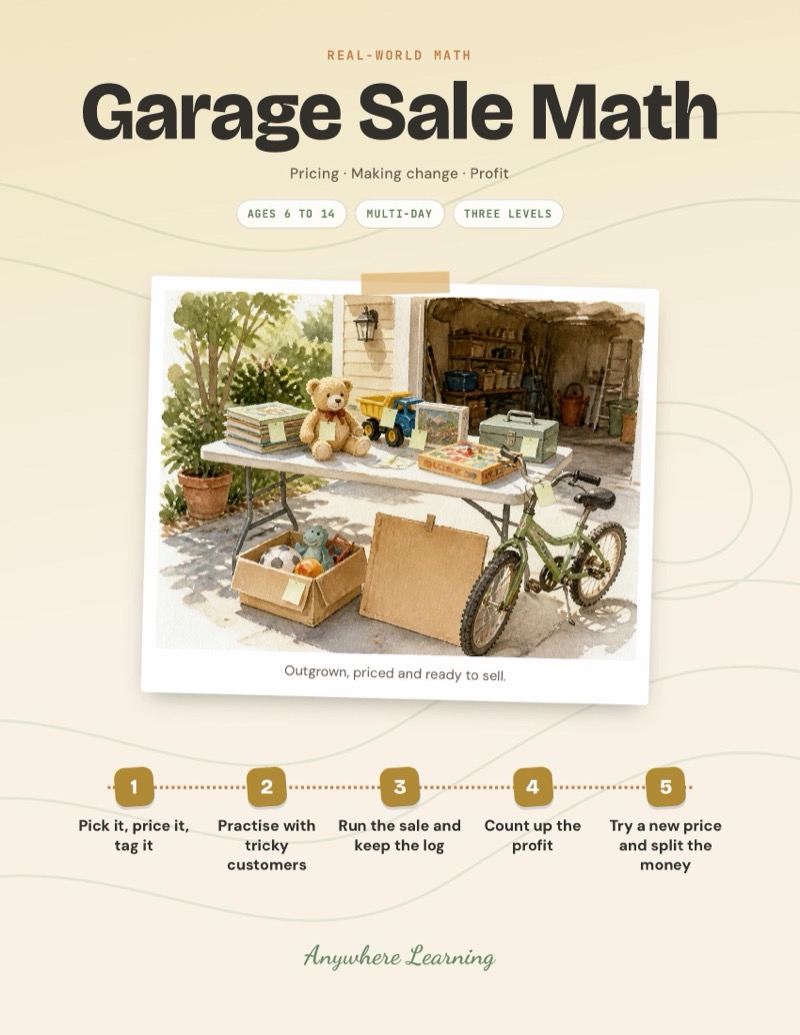 REAL-WORLD MATH
Garage Sale Math
Pricing · Making change · Profit
AGES 6 TO 14
MULTI-DAY
THREE LEVELS
Outgrown, priced and ready to sell.
1
Pick it, price it,
tag it
2
Practise with
tricky
customers
3
Run the sale and
keep the log
4
Count up the
profit
5
Try a new price
and split the
money
Anywhere Learning